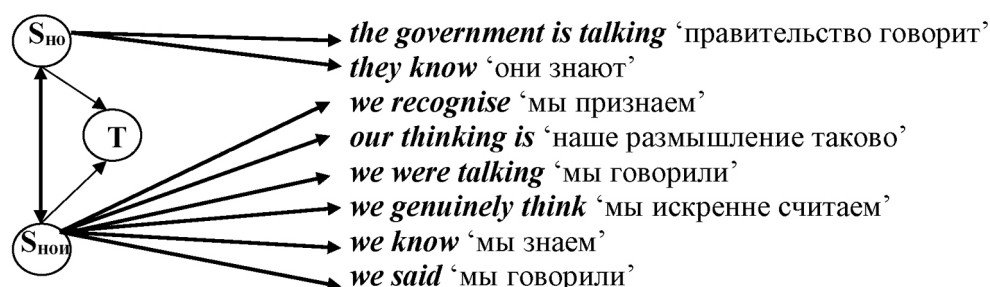 Sно
the government is talking ‘правительство говорит’
they know ‘они знают’
we recognise ‘мы признаем’
T
our thinking is ‘наше размышление таково’
we were talking ‘мы говорили’
we genuinely think ‘мы искренне считаем’
Sнои
we know ‘мы знаем’
we said ‘мы говорили’